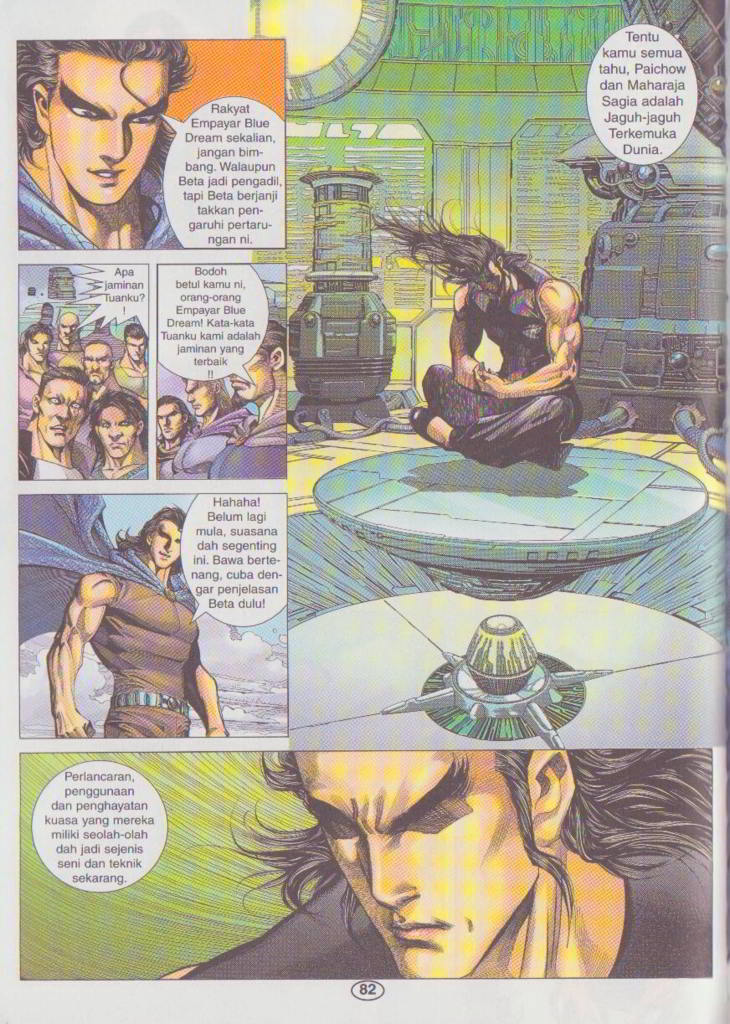 Rakyat
Empayar Blue
Dream sekalian,
jangan bim-
bang. Walaupun
Beta jadi pengadil,
tapi Beta berjanji
takkan pen-
garuhi pertaru-
ngan ni.
Apa
jaminan
Tuanku?
!
Bodoh
betul kamu ni,
orang-orang
Empayar Blue
Dream! Kata-kata
Tuanku kami adalah
jaminan yang
terbaik
!!
Hahaha!
Belum lagi
mula, suasana
dah segenting
ini. Bawa berte-
nang, cuba den-
gar penjelasan
Beta dulu!
Tentu
kamu semua
tahu, Paichow
dan Maharaja
Sagia adalah
Jaguh-jaguh
Terkemuka
Dunia.
Perlancaran,
penggunaan
dan penghayatan
kuasa yang mereka
miliki seolah-olah
dah jadi sejenis
seni dan teknik
sekarang.
82